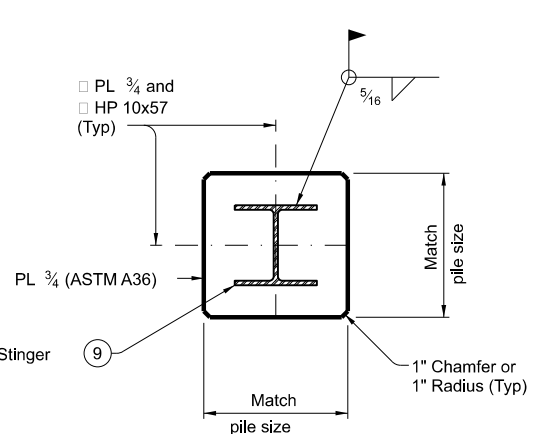 □ PL ¾ and
□ HP 10x57
(Typ)
5⁄16
PL ¾ (ASTM A36)
Match
pile size
Stinger
9
1" Chamfer or
1" Radius (Typ)
Match
pile size